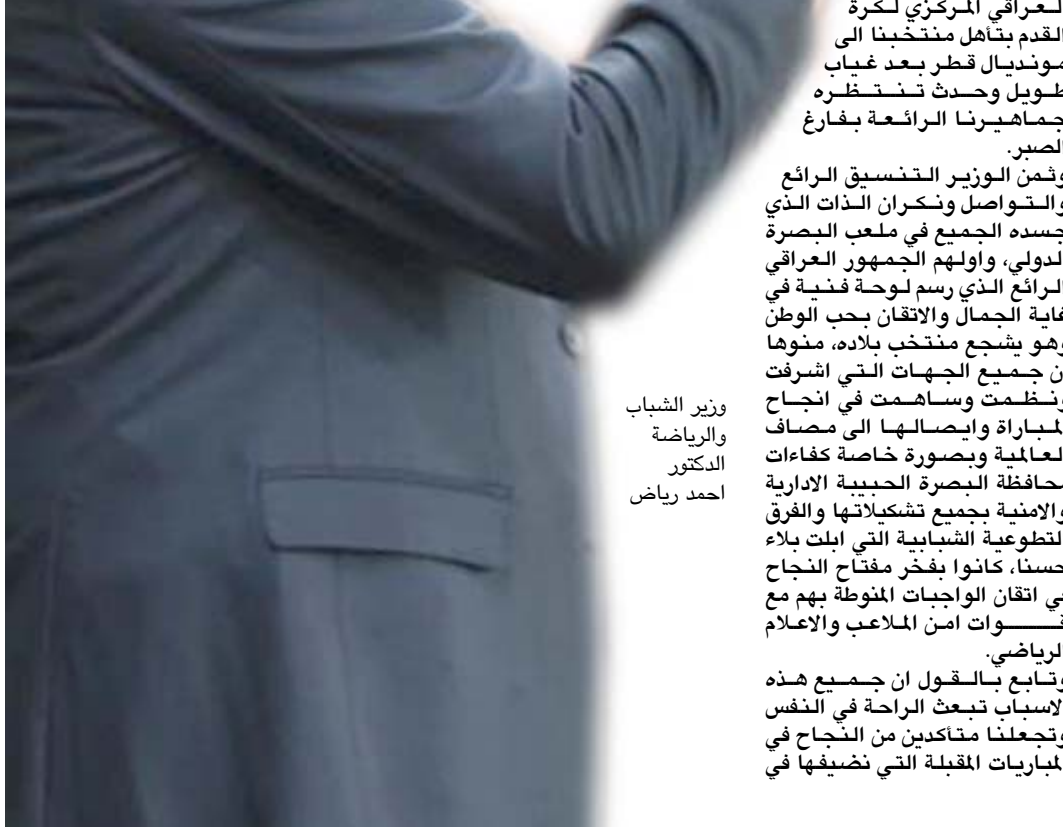 العراقي المركزي لكرة
القدم بتأهل منتخبنا الى
مونديال قطر بعد غياب
طويل وحدث تنتظره
جماهيرنا الرائعة بفارغ
الصبر.
وثمن الوزير التنسيق الرائع
والتواصل ونكران الذات الذي
جسده الجميع في ملعب البصرة
الدولي، واولهم الجمهور العراقي
الرائع الذي رسم لوحة فنية في
غاية الجمال والاتقان بحب الوطن
وهو يشجع منتخب بلاده، منوها
ان جميع الجهات التي اشرفت
ونظمت وساهمت في انجاح
المباراة وايصالها الى مصاف
العالمية وبصورة خاصة كفاءات
محافظة البصرة الحبيبة الادارية
والامنية بجميع تشكيلاتها والفرق
التطوعية الشبابية التي ابلت بلاء
حسنا، كانوا بفخر مفتاح النجاح
في اتقان الواجبات المنوطة بهم مع
قوات امن الملاعب والاعلام
الرياضي.
وتابع بالقول ان جميع هذه
الاسباب تبعث الراحة في النفس
وتجعلنا متأكدين من النجاح في
المباريات المقبلة التي نضيفها في
وزير الشباب
والرياضة
الدكتور
احمد رياض